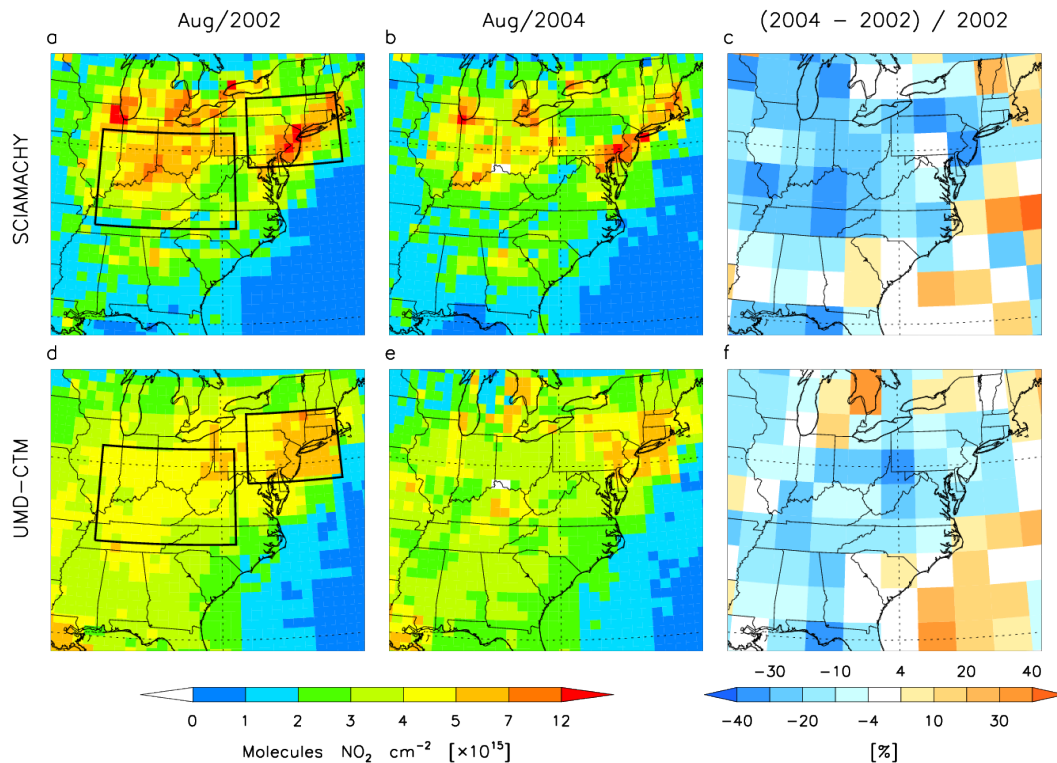 Aug/2002
Aug/2004
(2004 − 2002) / 2002
a
b
c
SCIAMACHY
d
e
f
UMD−CTM
0 1 2 3 4 5 7 12
Molecules NO₂ cm⁻² [×10¹⁵]
−30 −10 4 20 40
−40 −20 −4 10 30
[%]